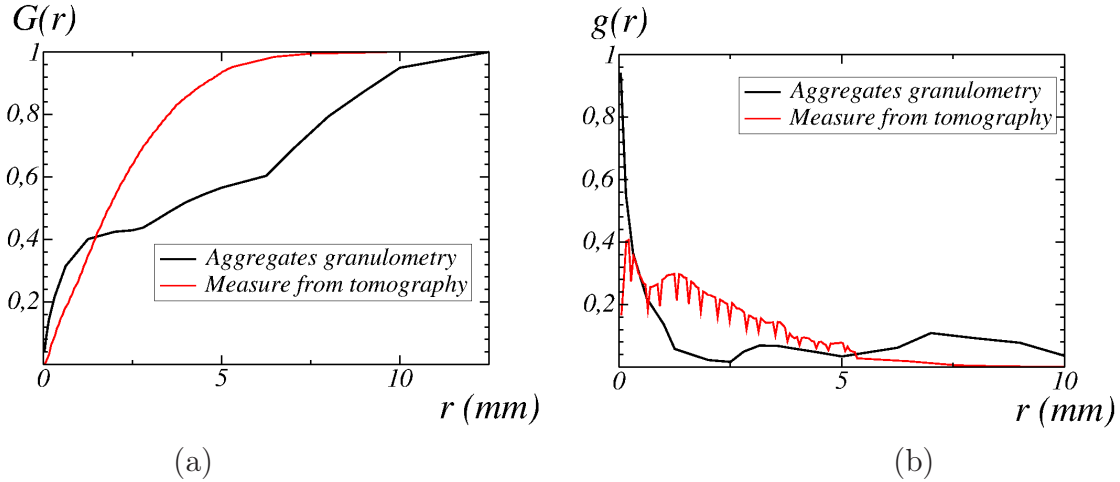 G(r)
1
0,8
0,6
0,4
0,2
0
5
10
r (mm)
Aggregates granulometry
Measure from tomography
(a)
g(r)
1
0,8
0,6
0,4
0,2
0
5
10
r (mm)
Aggregates granulometry
Measure from tomography
(b)